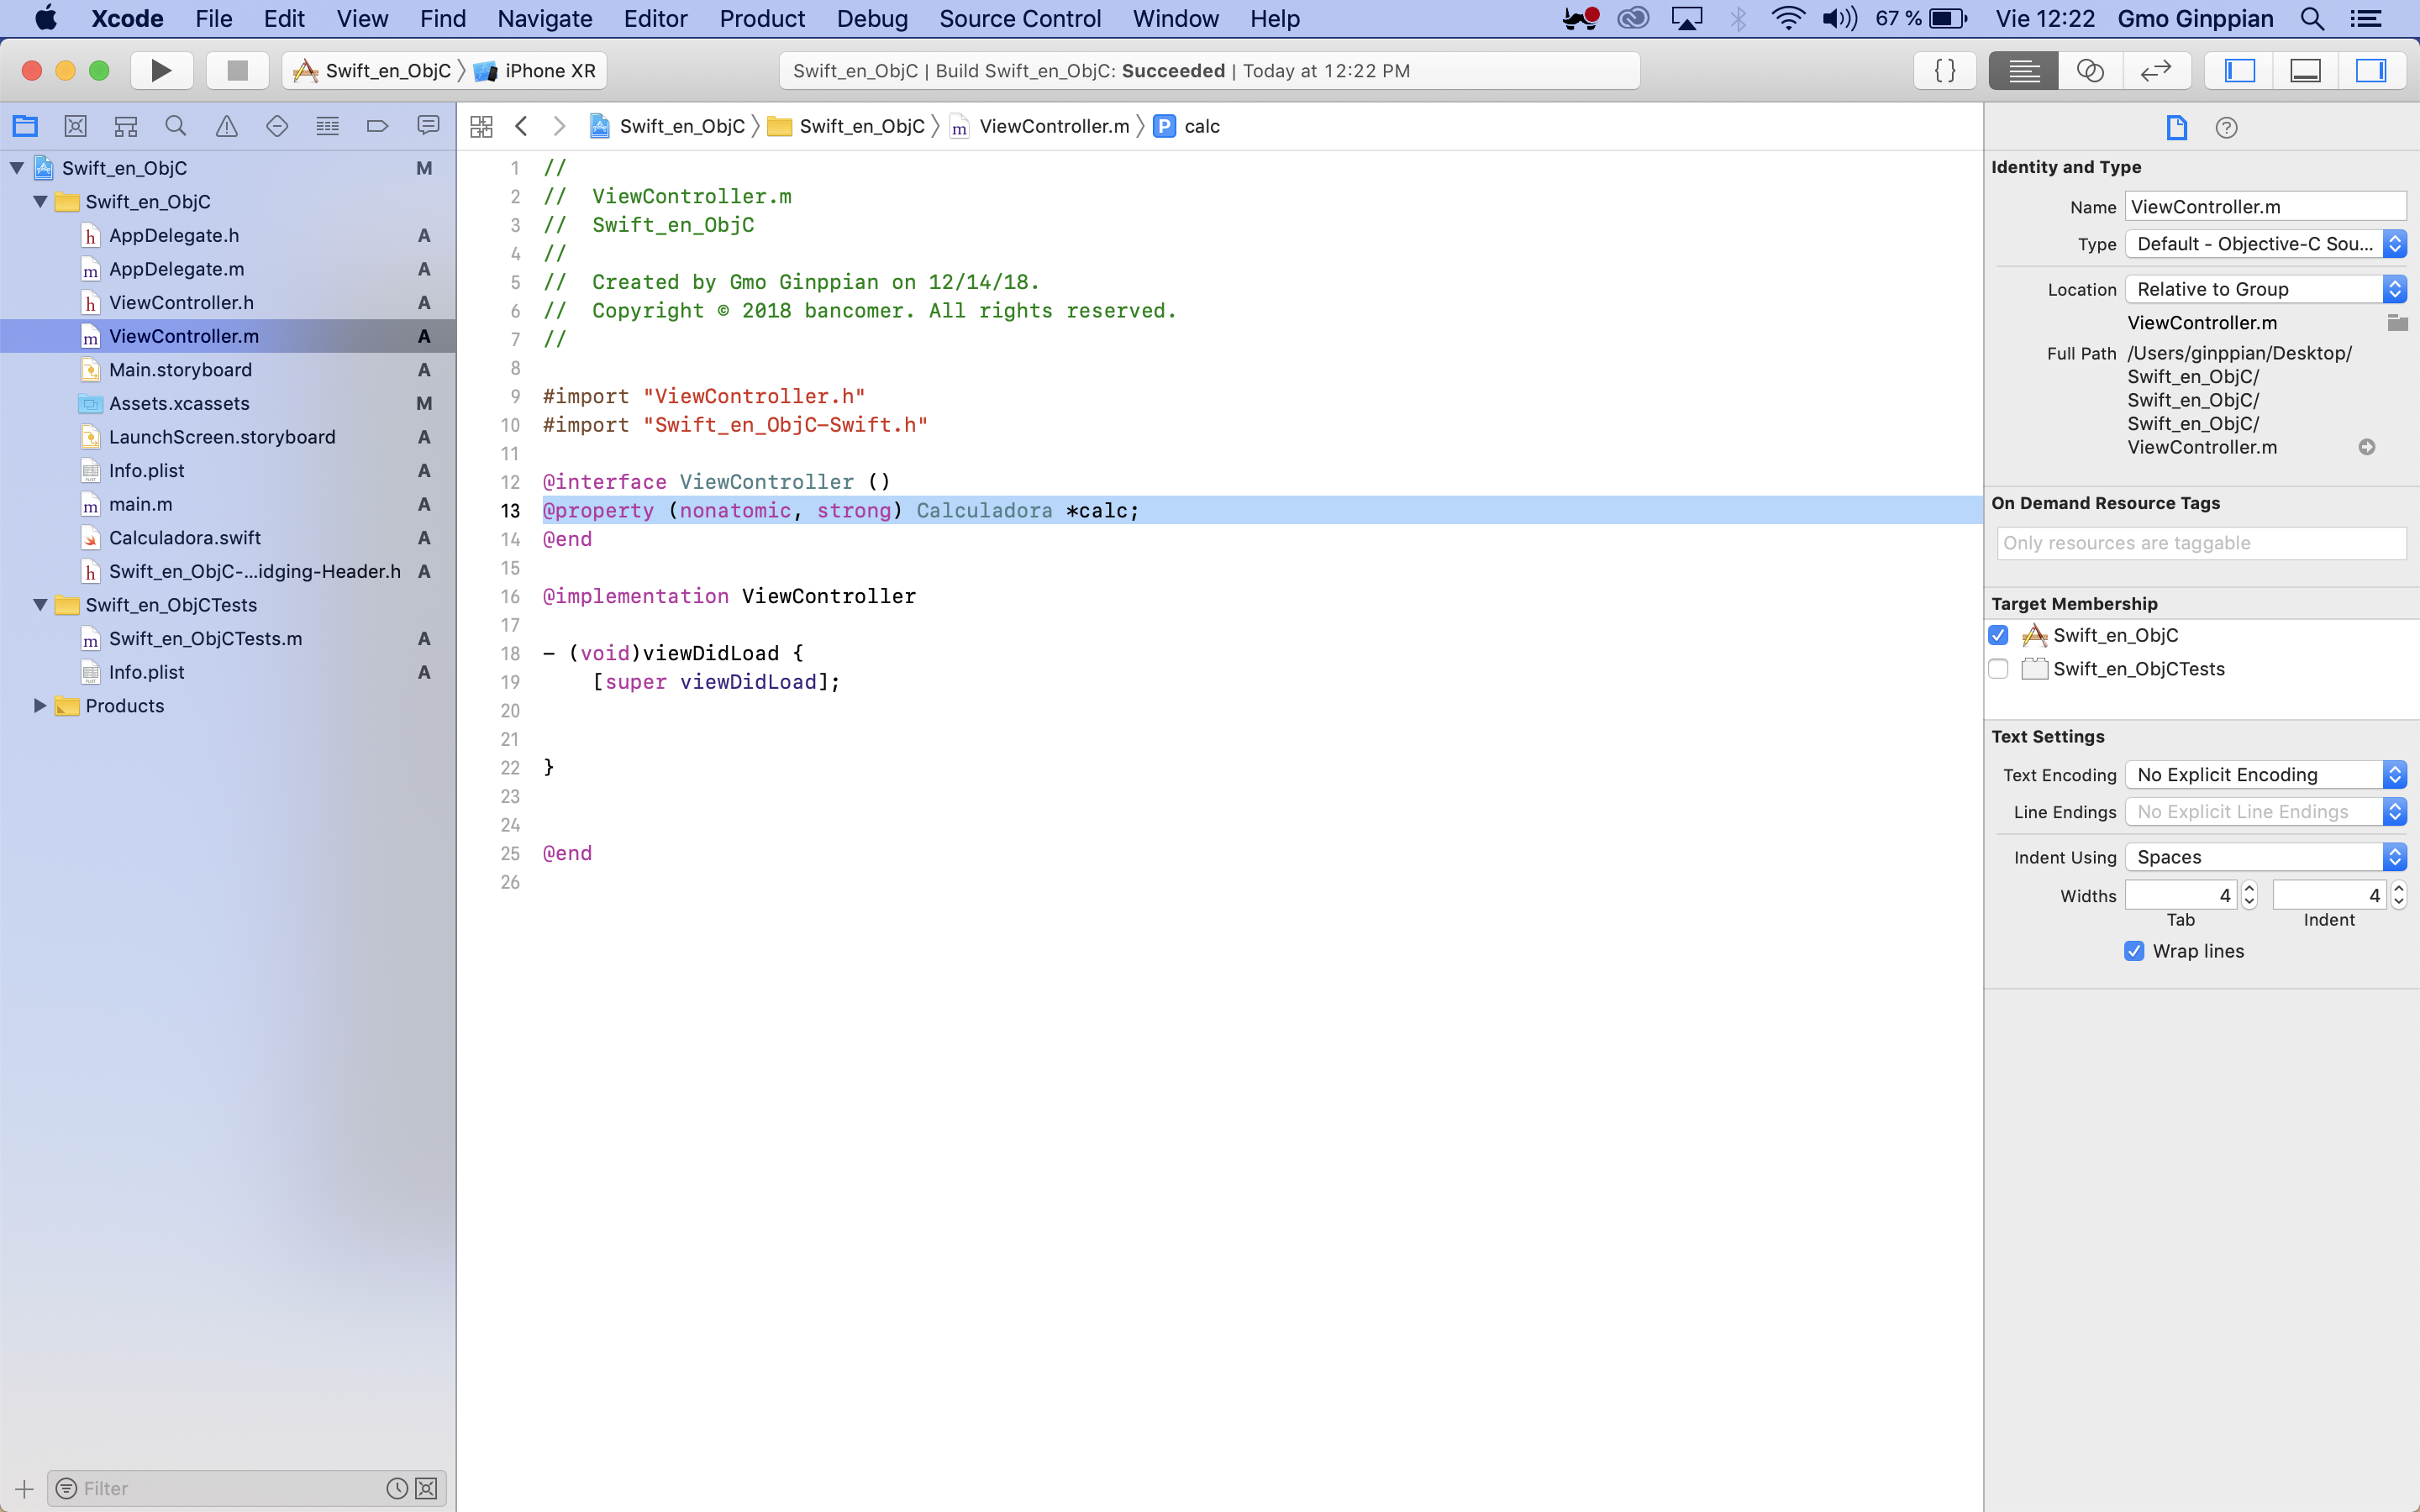 Xcode File Edit View Find Navigate Editor Product Debug Source Control Window Help 67 % Vie 12:22 Gmo Ginppian
Swift_en_ObjC iPhone XR
Swift_en_ObjC | Build Swift_en_ObjC: Succeeded | Today at 12:22 PM
{ }
Swift_en_ObjC M
Swift_en_ObjC
h AppDelegate.h A
m AppDelegate.m A
h ViewController.h A
m ViewController.m A
Main.storyboard A
Assets.xcassets M
LaunchScreen.storyboard A
Info.plist A
m main.m A
Calculadora.swift A
h Swift_en_ObjC-...idging-Header.h A
Swift_en_ObjCTests
m Swift_en_ObjCTests.m A
Info.plist A
Products
Filter
Swift_en_ObjC Swift_en_ObjC m ViewController.m P calc
1 //
2 //  ViewController.m
3 //  Swift_en_ObjC
4 //
5 //  Created by Gmo Ginppian on 12/14/18.
6 //  Copyright © 2018 bancomer. All rights reserved.
7 //
8
9 #import "ViewController.h"
10 #import "Swift_en_ObjC-Swift.h"
11
12 @interface ViewController ()
13 @property (nonatomic, strong) Calculadora *calc;
14 @end
15
16 @implementation ViewController
17
18 - (void)viewDidLoad {
19     [super viewDidLoad];
20
21
22 }
23
24
25 @end
26
Identity and Type
Name ViewController.m
Type Default - Objective-C Sou...
Location Relative to Group
ViewController.m
Full Path /Users/ginppian/Desktop/
Swift_en_ObjC/
Swift_en_ObjC/
Swift_en_ObjC/
ViewController.m
On Demand Resource Tags
Only resources are taggable
Target Membership
Swift_en_ObjC
Swift_en_ObjCTests
Text Settings
Text Encoding No Explicit Encoding
Line Endings No Explicit Line Endings
Indent Using Spaces
Widths 4 4
Tab Indent
Wrap lines